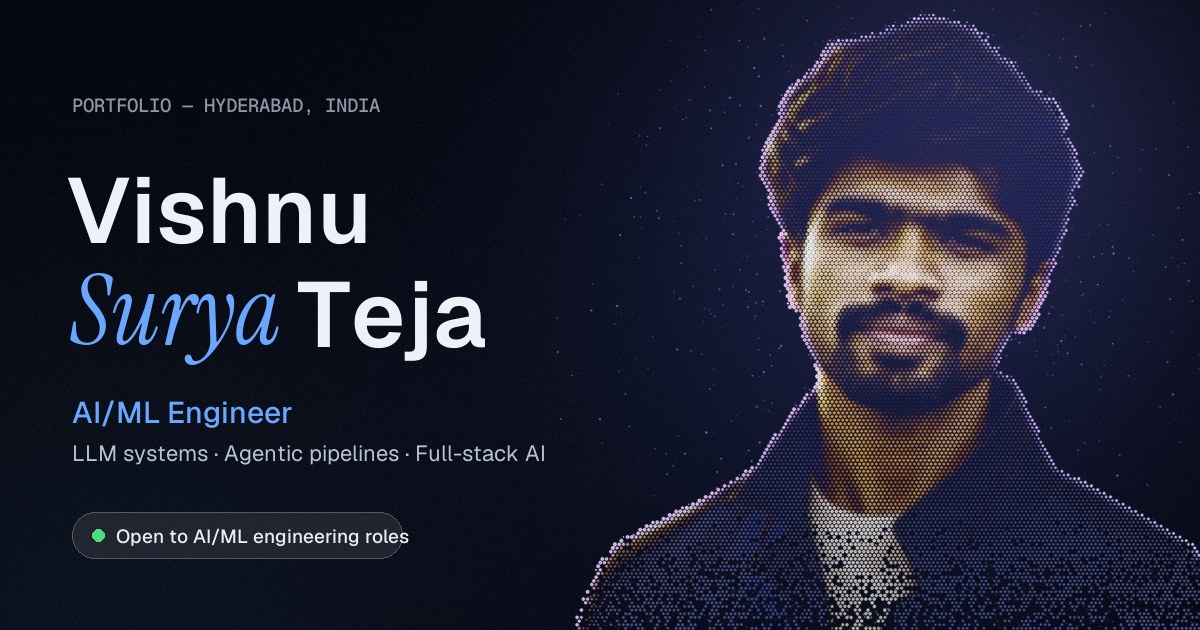 PORTFOLIO — HYDERABAD, INDIA
Vishnu
Surya Teja
AI/ML Engineer
LLM systems · Agentic pipelines · Full-stack AI
Open to AI/ML engineering roles